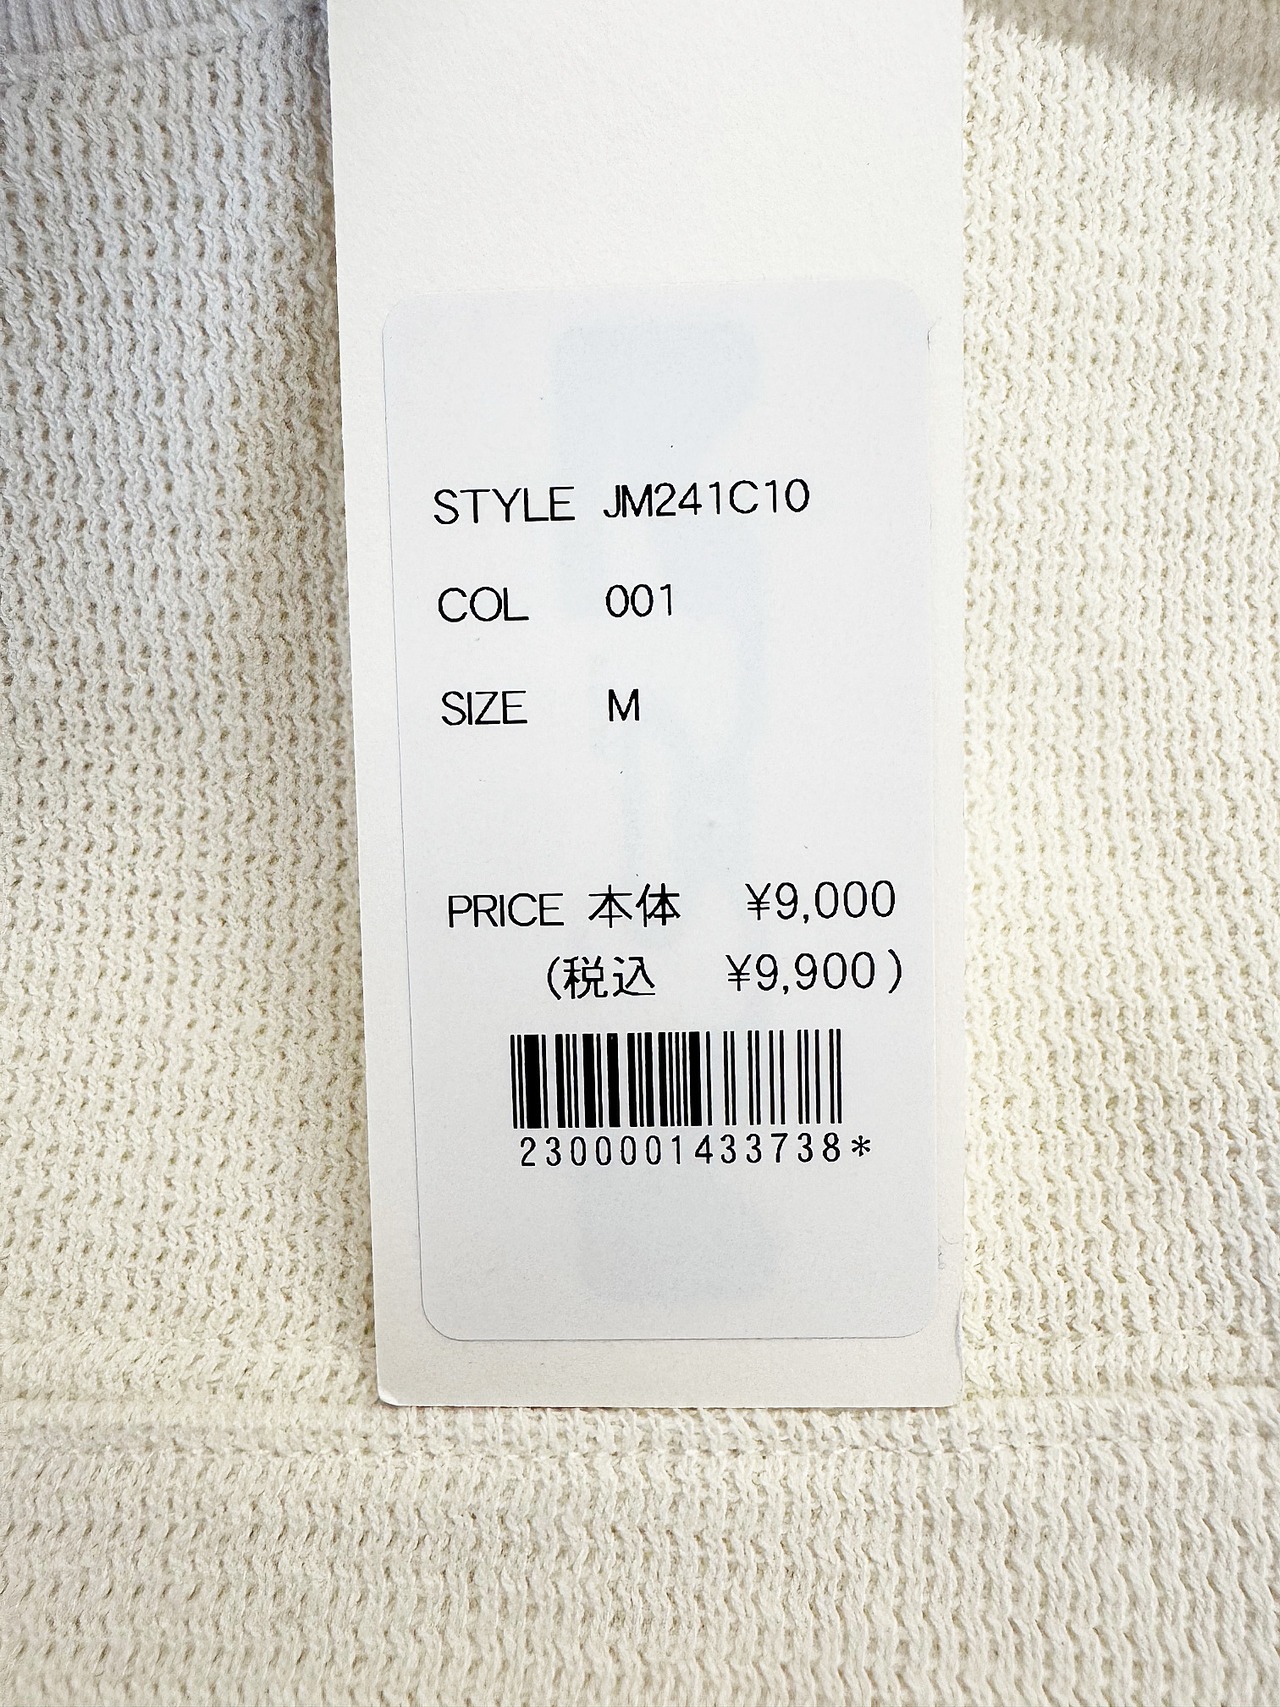 STYLE JM241C10
COL 001
SIZE M
PRICE 本体 ¥9,000
(税込 ¥9,900)
2300001433738*